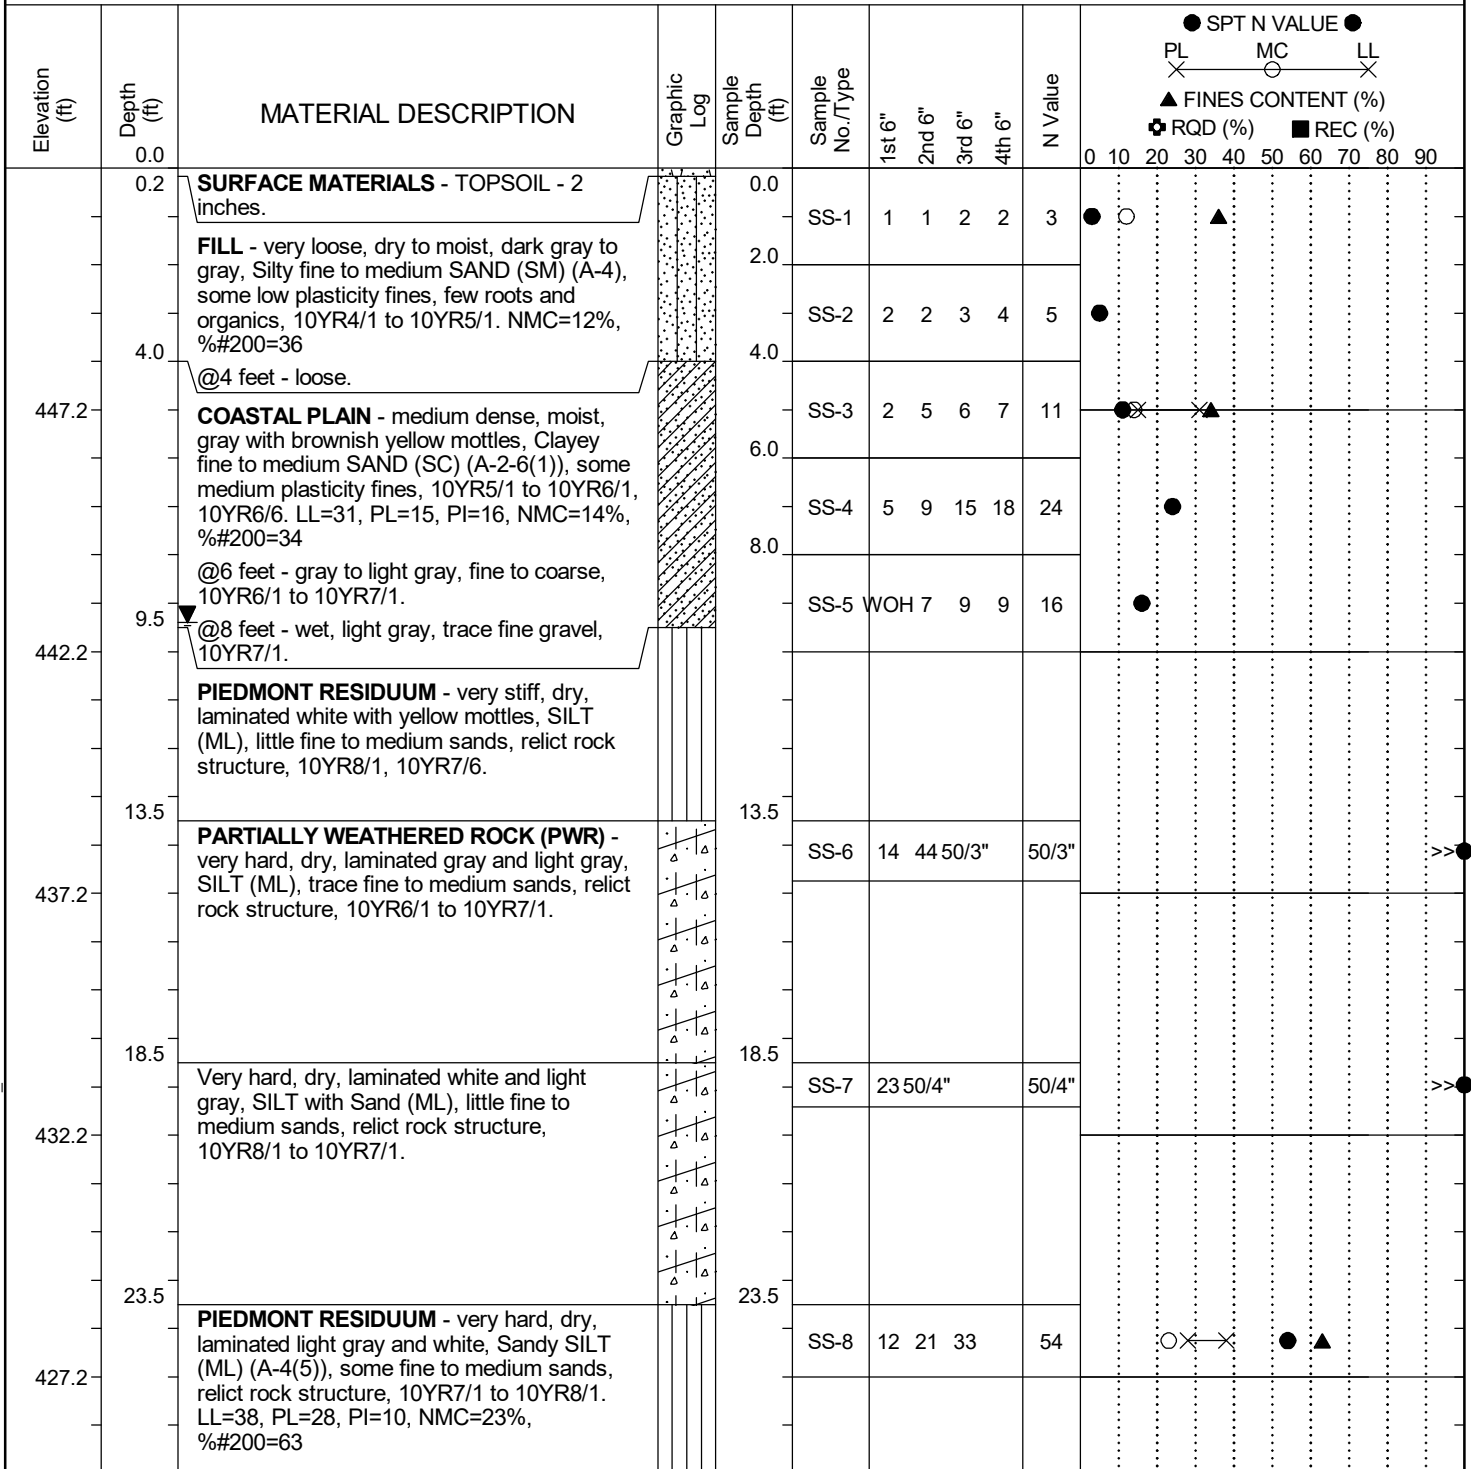 ● SPT N VALUE ●
PL MC LL
▲ FINES CONTENT (%)
RQD (%) ■ REC (%)
Elevation (ft)
Depth (ft)
MATERIAL DESCRIPTION
Graphic Log
Sample Depth (ft)
Sample No./Type
1st 6"
2nd 6"
3rd 6"
4th 6"
N Value
0.0
0 10 20 30 40 50 60 70 80 90
0.2
SURFACE MATERIALS - TOPSOIL - 2
inches.
0.0
SS-1 1 1 2 2 3
FILL - very loose, dry to moist, dark gray to
gray, Silty fine to medium SAND (SM) (A-4),
some low plasticity fines, few roots and
organics, 10YR4/1 to 10YR5/1. NMC=12%,
%#200=36
2.0
SS-2 2 2 3 4 5
4.0
4.0
@4 feet - loose.
447.2
COASTAL PLAIN - medium dense, moist,
gray with brownish yellow mottles, Clayey
fine to medium SAND (SC) (A-2-6(1)), some
medium plasticity fines, 10YR5/1 to 10YR6/1,
10YR6/6. LL=31, PL=15, PI=16, NMC=14%,
%#200=34
SS-3 2 5 6 7 11
6.0
SS-4 5 9 15 18 24
8.0
@6 feet - gray to light gray, fine to coarse,
10YR6/1 to 10YR7/1.
SS-5 WOH 7 9 9 16
9.5
@8 feet - wet, light gray, trace fine gravel,
10YR7/1.
442.2
PIEDMONT RESIDUUM - very stiff, dry,
laminated white with yellow mottles, SILT
(ML), little fine to medium sands, relict rock
structure, 10YR8/1, 10YR7/6.
13.5
13.5
PARTIALLY WEATHERED ROCK (PWR) -
very hard, dry, laminated gray and light gray,
SILT (ML), trace fine to medium sands, relict
rock structure, 10YR6/1 to 10YR7/1.
SS-6 14 44 50/3" 50/3" >>
437.2
18.5
18.5
Very hard, dry, laminated white and light
gray, SILT with Sand (ML), little fine to
medium sands, relict rock structure,
10YR8/1 to 10YR7/1.
SS-7 23 50/4" 50/4" >>
432.2
23.5
23.5
PIEDMONT RESIDUUM - very hard, dry,
laminated light gray and white, Sandy SILT
(ML) (A-4(5)), some fine to medium sands,
relict rock structure, 10YR7/1 to 10YR8/1.
LL=38, PL=28, PI=10, NMC=23%,
%#200=63
SS-8 12 21 33 54
427.2